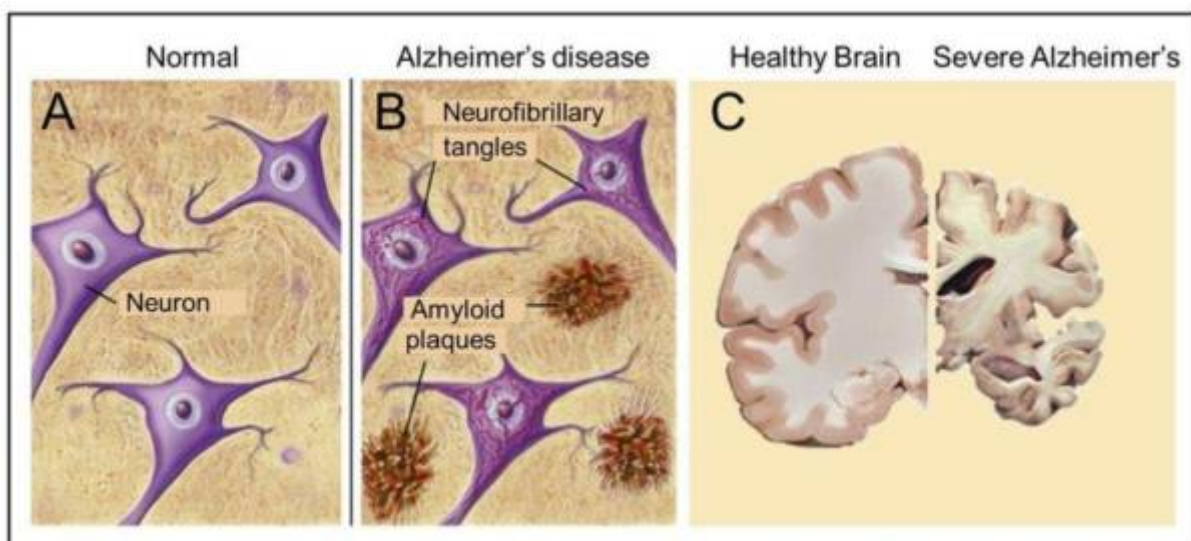 Normal
Alzheimer's disease
Healthy Brain
Severe Alzheimer's
A
B
C
Neurofibrillary
tangles
Neuron
Amyloid
plaques